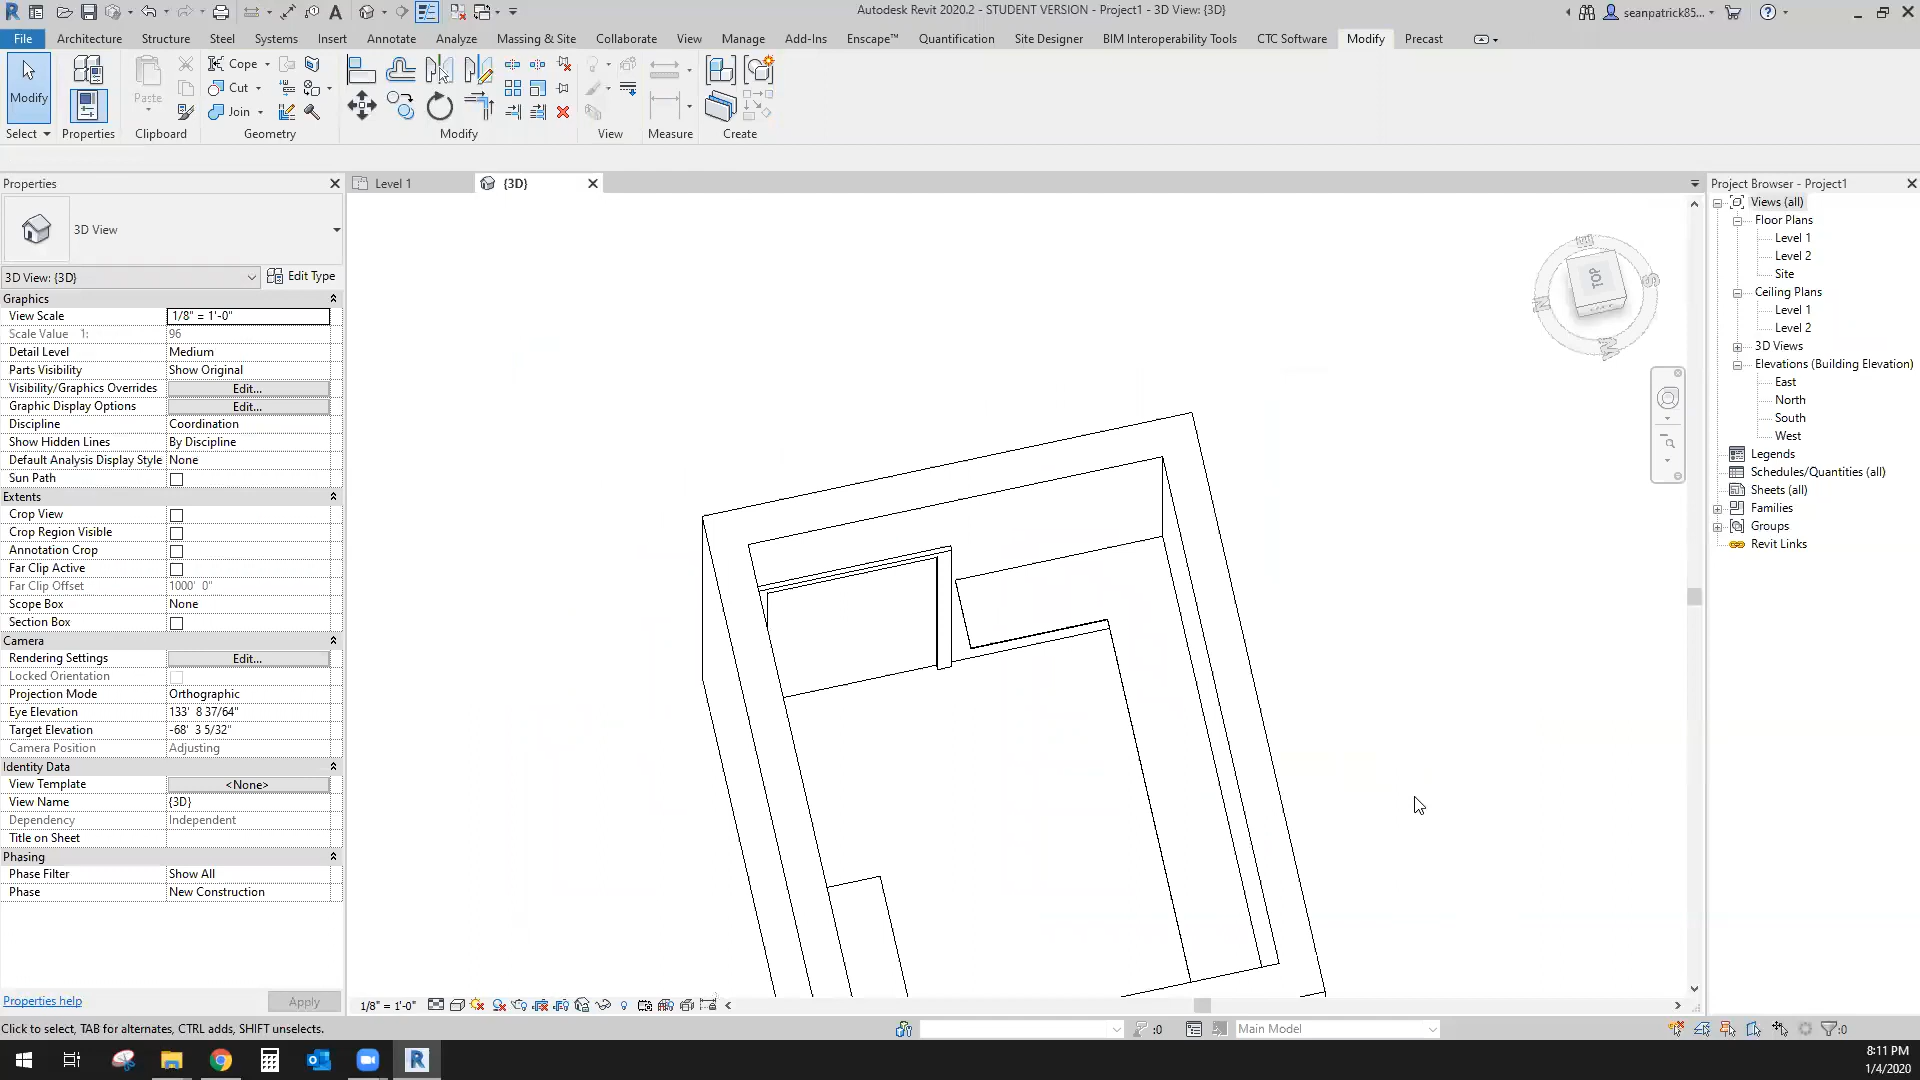 Autodesk Revit 2020.2 - STUDENT VERSION - Project1 - 3D View: {3D}
seanpatrick85...
File Architecture Structure Steel Systems Insert Annotate Analyze Massing & Site Collaborate View Manage Add-Ins Enscape™ Quantification Site Designer BIM Interoperability Tools CTC Software Modify Precast
Modify
Paste
Cope
Cut
Join
Select Properties Clipboard Geometry Modify View Measure Create
Properties
Level 1
{3D}
Project Browser - Project1
3D View
3D View: {3D}
Edit Type
Graphics
View Scale 1/8" = 1'-0"
Scale Value 1: 96
Detail Level Medium
Parts Visibility Show Original
Visibility/Graphics Overrides Edit...
Graphic Display Options Edit...
Discipline Coordination
Show Hidden Lines By Discipline
Default Analysis Display Style None
Sun Path
Extents
Crop View
Crop Region Visible
Annotation Crop
Far Clip Active
Far Clip Offset 1000' 0"
Scope Box None
Section Box
Camera
Rendering Settings Edit...
Locked Orientation
Projection Mode Orthographic
Eye Elevation 133' 8 37/64"
Target Elevation -68' 3 5/32"
Camera Position Adjusting
Identity Data
View Template <None>
View Name {3D}
Dependency Independent
Title on Sheet
Phasing
Phase Filter Show All
Phase New Construction
Properties help
Apply
TOP
Views (all)
Floor Plans
Level 1
Level 2
Site
Ceiling Plans
Level 1
Level 2
3D Views
Elevations (Building Elevation)
East
North
South
West
Legends
Schedules/Quantities (all)
Sheets (all)
Families
Groups
Revit Links
1/8" = 1'-0"
Click to select, TAB for alternates, CTRL adds, SHIFT unselects.
:0
Main Model
:0
8:11 PM
1/4/2020